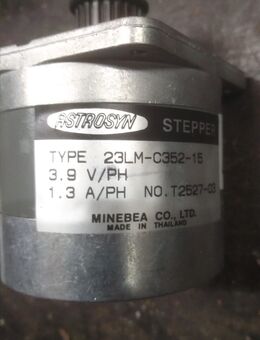 ASTROSYN STEPPER
TYPE 23LM-C352-15
3.9 V/PH
1.3 A/PH NO.T2527-03
MINEBEA CO., LTD.
MADE IN THAILAND